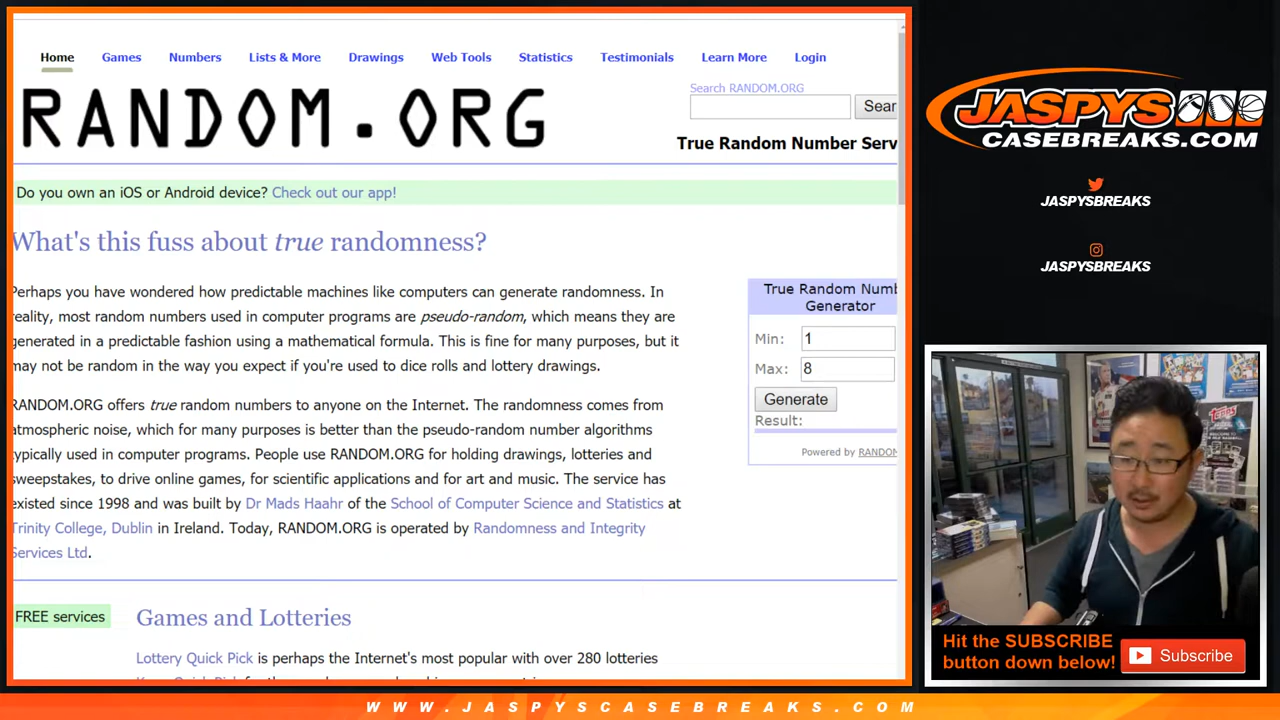 Home Games Numbers Lists & More Drawings Web Tools Statistics Testimonials Learn More Login
RANDOM.ORG
Search RANDOM.ORG
Sear
True Random Number Serv
Do you own an iOS or Android device? Check out our app!
What's this fuss about true randomness?
Perhaps you have wondered how predictable machines like computers can generate randomness. In
reality, most random numbers used in computer programs are pseudo-random, which means they are
generated in a predictable fashion using a mathematical formula. This is fine for many purposes, but it
may not be random in the way you expect if you're used to dice rolls and lottery drawings.
RANDOM.ORG offers true random numbers to anyone on the Internet. The randomness comes from
atmospheric noise, which for many purposes is better than the pseudo-random number algorithms
typically used in computer programs. People use RANDOM.ORG for holding drawings, lotteries and
sweepstakes, to drive online games, for scientific applications and for art and music. The service has
existed since 1998 and was built by Dr Mads Haahr of the School of Computer Science and Statistics at
Trinity College, Dublin in Ireland. Today, RANDOM.ORG is operated by Randomness and Integrity
Services Ltd.
True Random Numb
Generator
Min: 1
Max: 8
Generate
Result:
Powered by RANDOM
FREE services
Games and Lotteries
Lottery Quick Pick is perhaps the Internet's most popular with over 280 lotteries
JASPYS
CASEBREAKS.COM
JASPYSBREAKS
JASPYSBREAKS
Topps
Hit the SUBSCRIBE
button down below!
Subscribe
WWW.JASPYSCASEBREAKS.COM